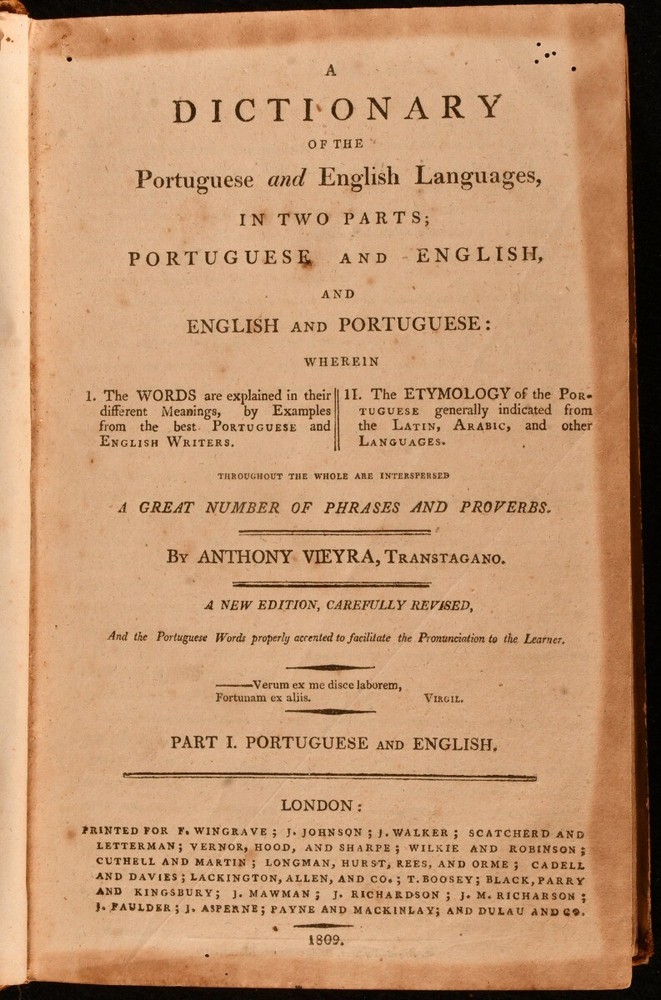 A
DICTIONARY
OF THE
Portuguese and English Languages,
IN TWO PARTS;
PORTUGUESE AND ENGLISH,
AND
ENGLISH AND PORTUGUESE:
WHEREIN
I. The WORDS are explained in their
different Meanings, by Examples
from the best PORTUGUESE and
ENGLISH WRITERS.
II. The ETYMOLOGY of the POR-
TUGUESE generally indicated from
the LATIN, ARABIC, and other
LANGUAGES.
THROUGHOUT THE WHOLE ARE INTERSPERSED
A GREAT NUMBER OF PHRASES AND PROVERBS.
BY ANTHONY VIEYRA, TRANSTAGANO.
A NEW EDITION, CAREFULLY REVISED,
And the Portuguese Words properly accented to facilitate the Pronunciation to the Learner.
——Verum ex me disce laborem,
Fortunam ex aliis. VIRGIL.
PART I. PORTUGUESE AND ENGLISH.
LONDON:
PRINTED FOR F. WINGRAVE; J. JOHNSON; J. WALKER; SCATCHERD AND
LETTERMAN; VERNOR, HOOD, AND SHARPE; WILKIE AND ROBINSON;
CUTHELL AND MARTIN; LONGMAN, HURST, REES, AND ORME; CADELL
AND DAVIES; LACKINGTON, ALLEN, AND CO.; T. BOOSEY; BLACK, PARRY
AND KINGSBURY; J. MAWMAN; J. RICHARDSON; J. M. RICHARSON;
J. FAULDER; J. ASPERNE; PAYNE AND MACKINLAY; AND DULAU AND CO.
1809.